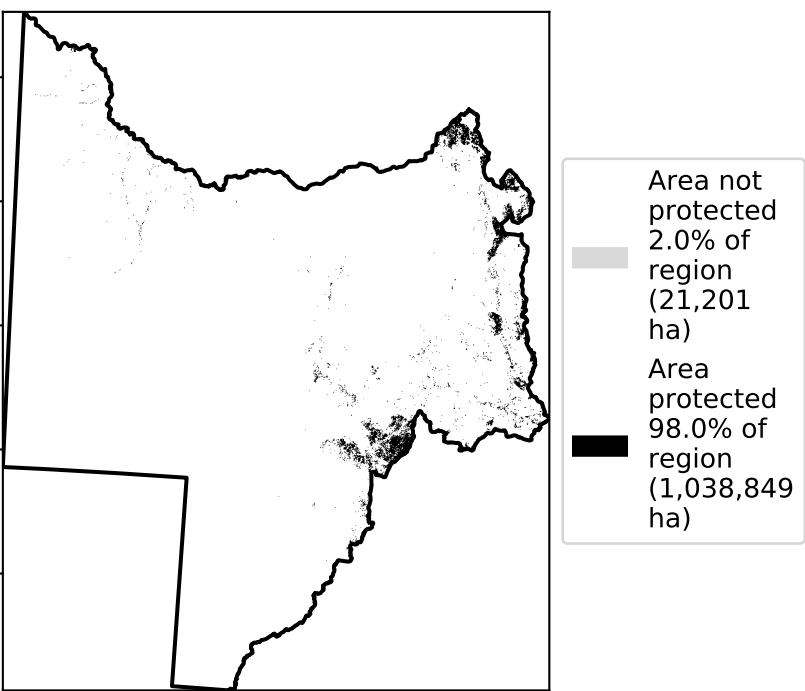 Area not
protected
2.0% of
region
(21,201
ha)
Area
protected
98.0% of
region
(1,038,849
ha)